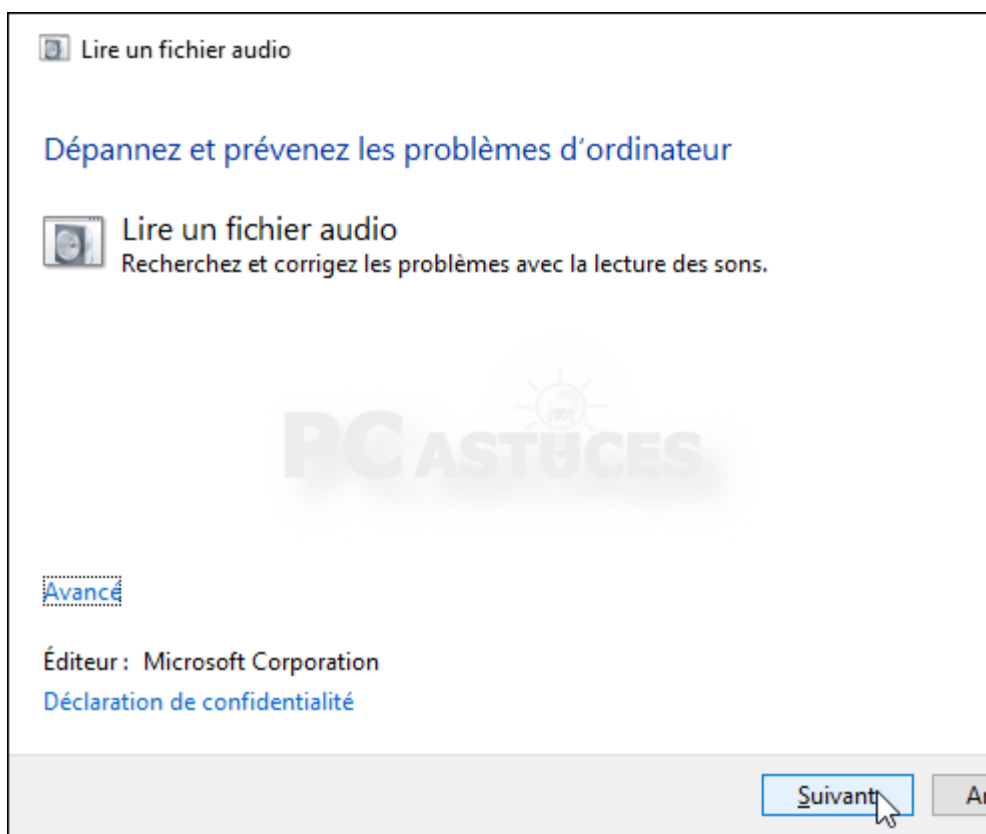 Lire un fichier audio
Dépannez et prévenez les problèmes d'ordinateur
Lire un fichier audio
Recherchez et corrigez les problèmes avec la lecture des sons.
PC ASTUCES
Avancé
Éditeur : Microsoft Corporation
Déclaration de confidentialité
Suivant